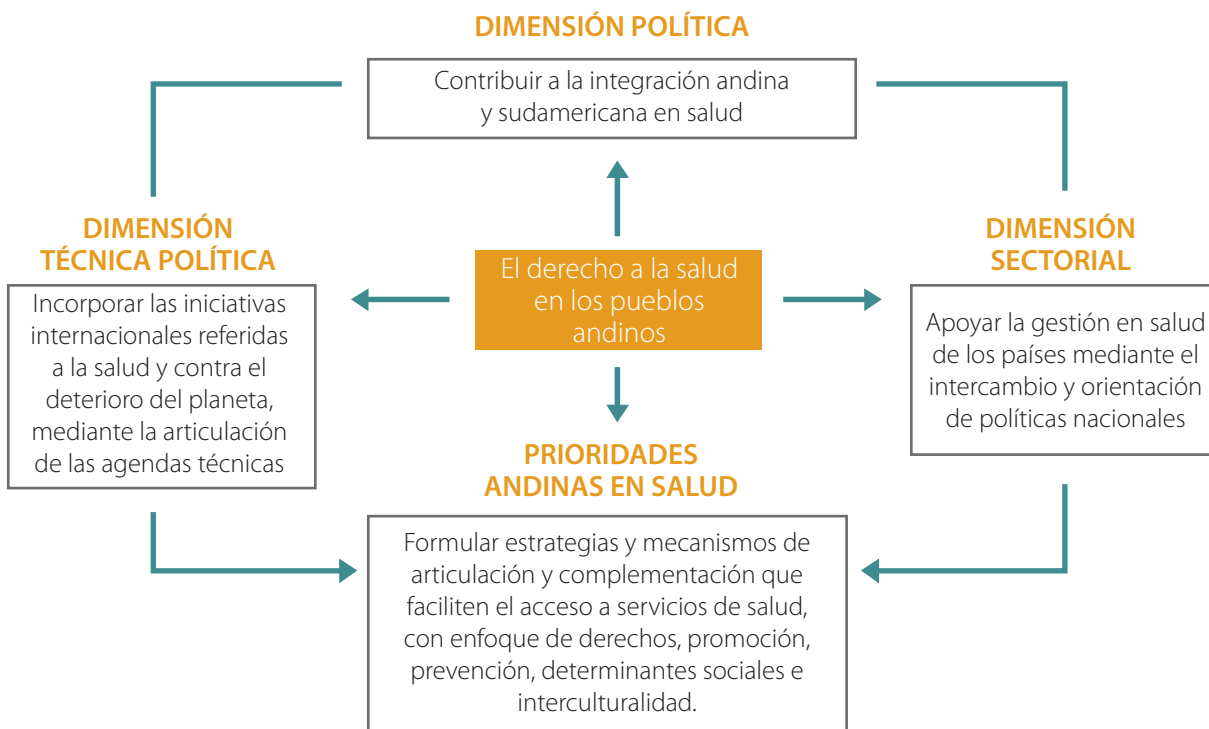 DIMENSIÓN POLÍTICA
Contribuir a la integración andina
y sudamericana en salud
DIMENSIÓN
TÉCNICA POLÍTICA
Incorporar las iniciativas
internacionales referidas
a la salud y contra el
deterioro del planeta,
mediante la articulación
de las agendas técnicas
El derecho a la salud
en los pueblos
andinos
DIMENSIÓN
SECTORIAL
Apoyar la gestión en salud
de los países mediante el
intercambio y orientación
de políticas nacionales
PRIORIDADES
ANDINAS EN SALUD
Formular estrategias y mecanismos de
articulación y complementación que
faciliten el acceso a servicios de salud,
con enfoque de derechos, promoción,
prevención, determinantes sociales e
interculturalidad.